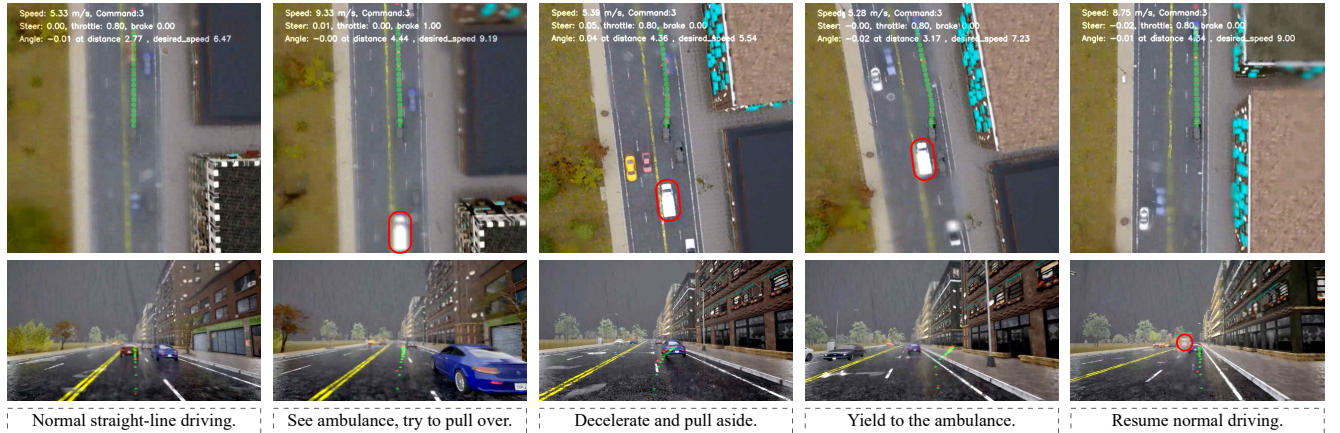 Speed: 5.33 m/s, Command:3
Steer: 0.00, throttle: 0.80, brake 0.00
Angle: −0.01 at distance 2.77 , desired_speed 6.47
Speed: 9.33 m/s, Command:3
Steer: 0.01, throttle: 0.00, brake 1.00
Angle: −0.00 at distance 4.44 , desired_speed 9.19
Speed: 5.39 m/s, Command:3
Steer: 0.05, throttle: 0.80, brake 0.00
Angle: 0.04 at distance 4.36 , desired_speed 5.54
Speed: 5.28 m/s, Command:3
Steer: −0.00, throttle: 0.80, brake 0.00
Angle: −0.02 at distance 3.17 , desired_speed 7.23
Speed: 8.75 m/s, Command:3
Steer: −0.02, throttle: 0.80, brake 0.00
Angle: −0.01 at distance 4.54 , desired_speed 9.00
Normal straight-line driving.
See ambulance, try to pull over.
Decelerate and pull aside.
Yield to the ambulance.
Resume normal driving.